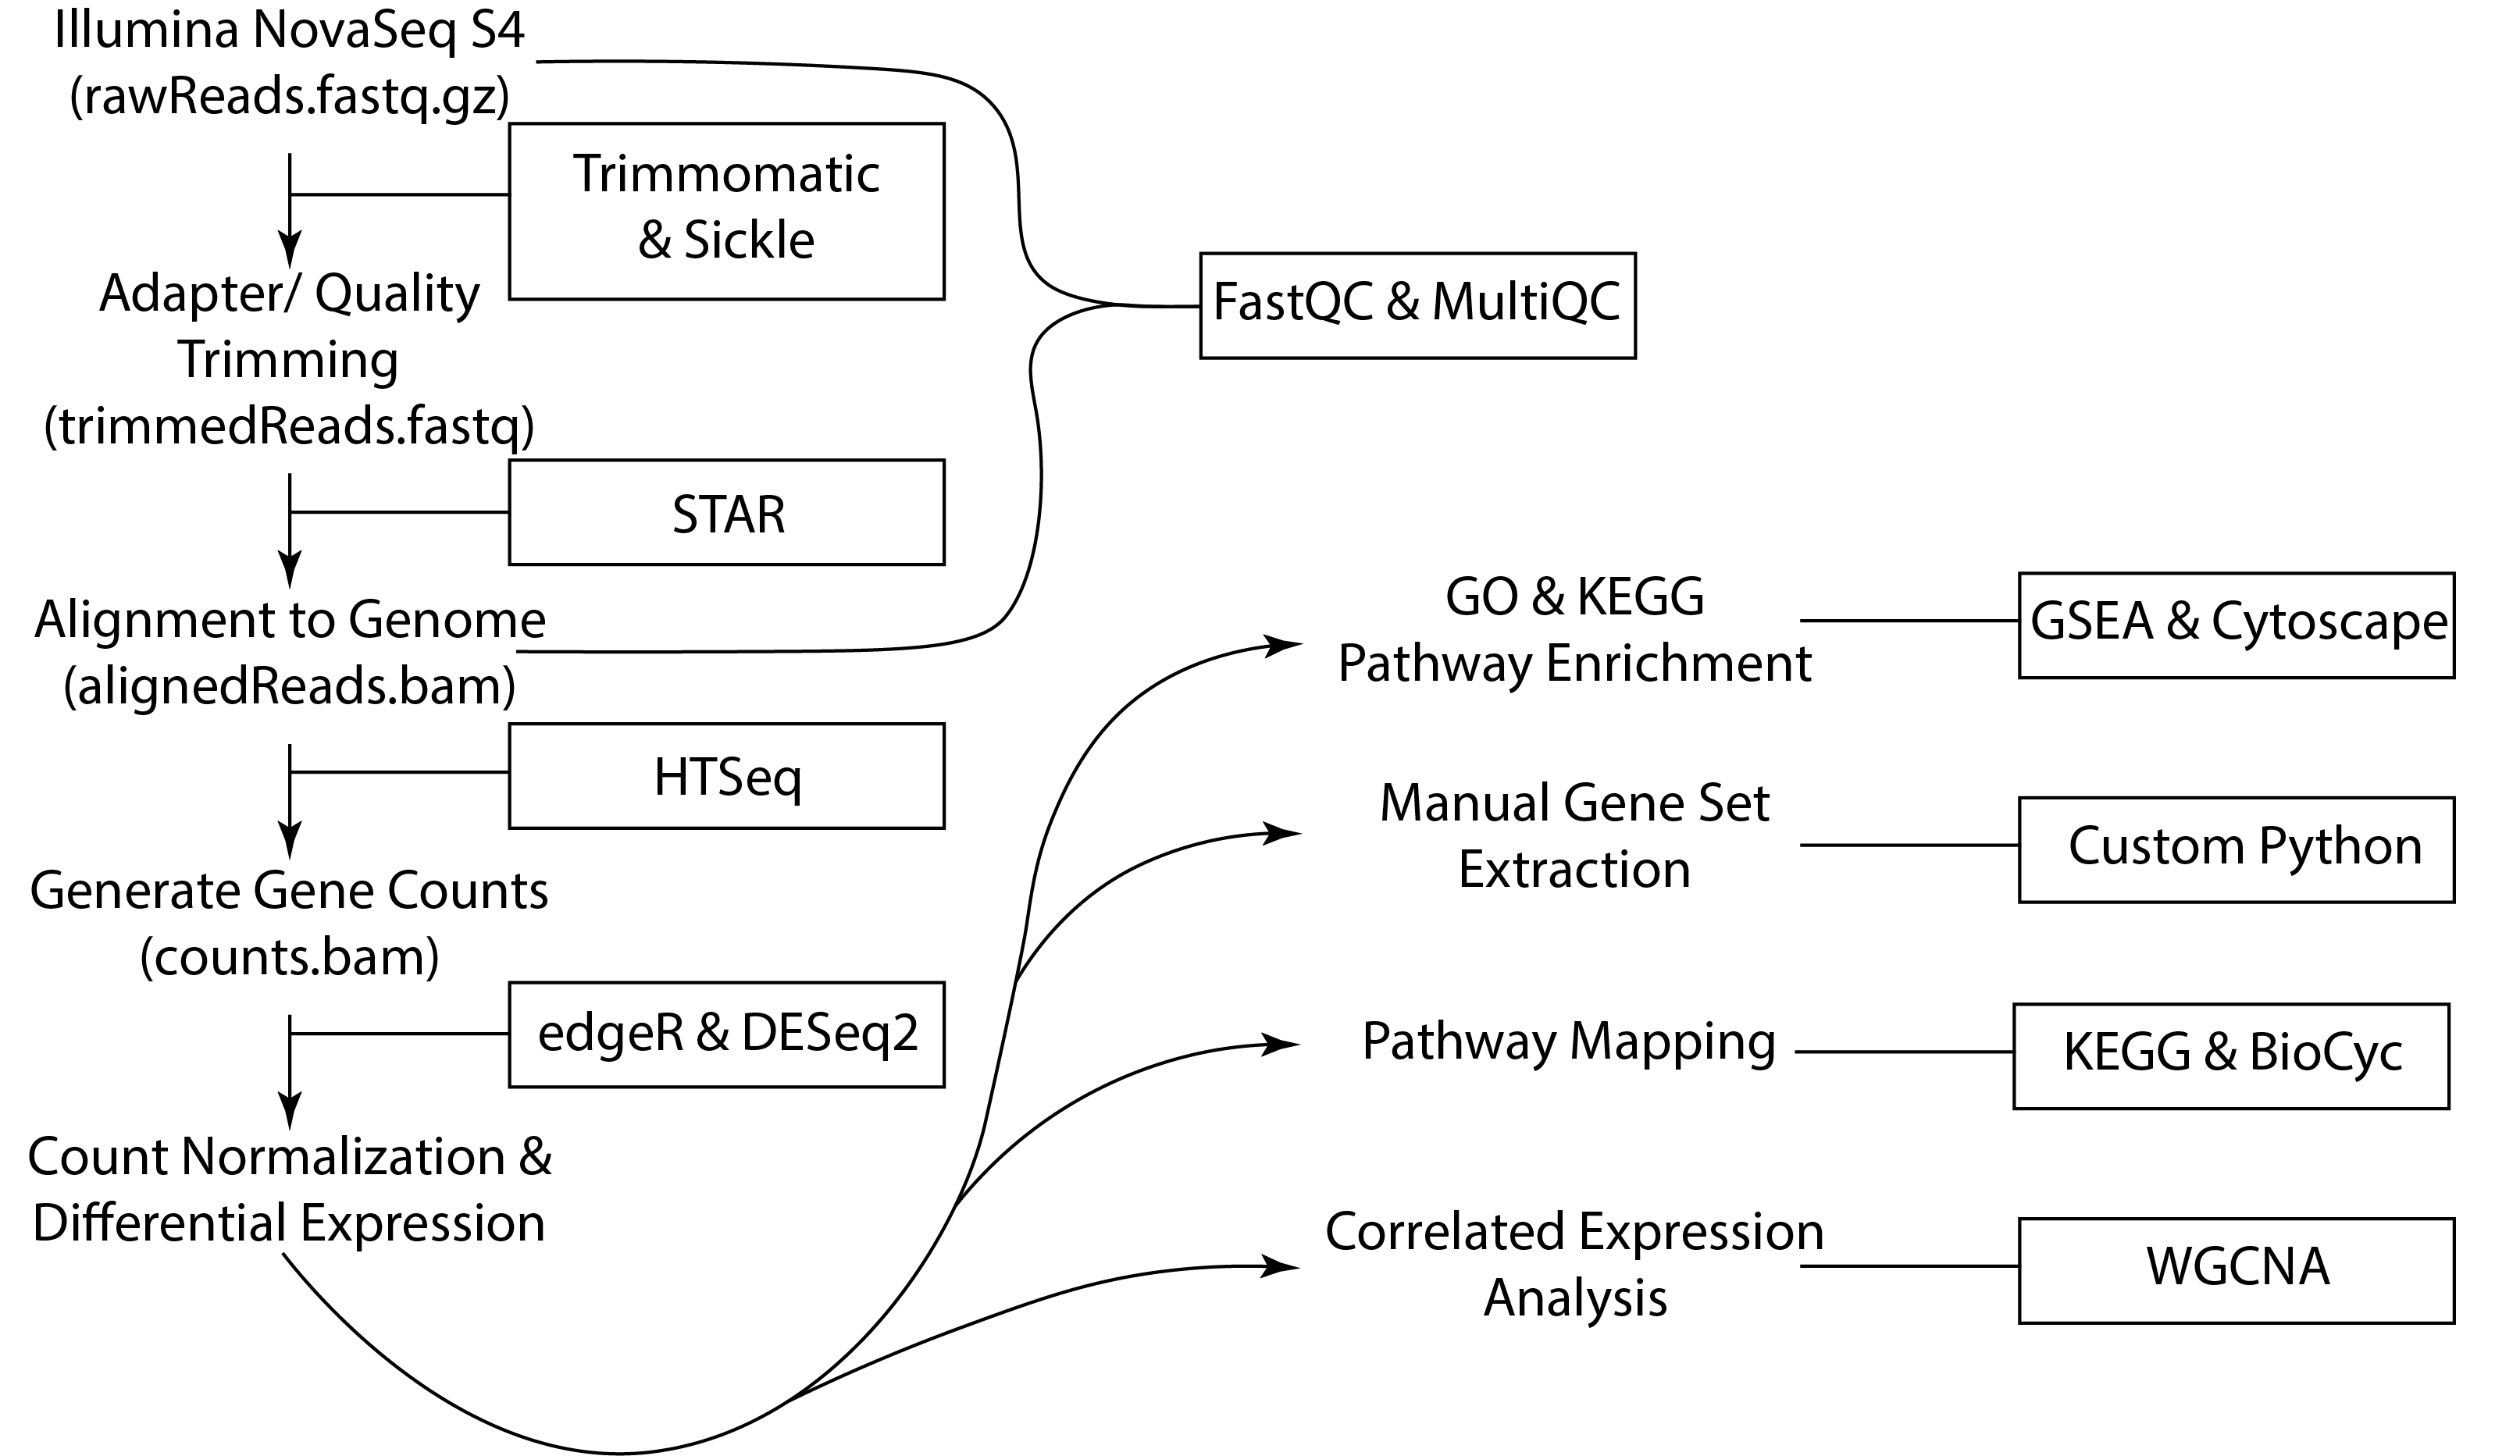 Illumina NovaSeq S4
(rawReads.fastq.gz)
Trimmomatic
& Sickle
Adapter/ Quality
Trimming
(trimmedReads.fastq)
FastQC & MultiQC
STAR
Alignment to Genome
(alignedReads.bam)
HTSeq
Generate Gene Counts
(counts.bam)
edgeR & DESeq2
Count Normalization &
Differential Expression
GO & KEGG
Pathway Enrichment
GSEA & Cytoscape
Manual Gene Set
Extraction
Custom Python
Pathway Mapping
KEGG & BioCyc
Correlated Expression
Analysis
WGCNA